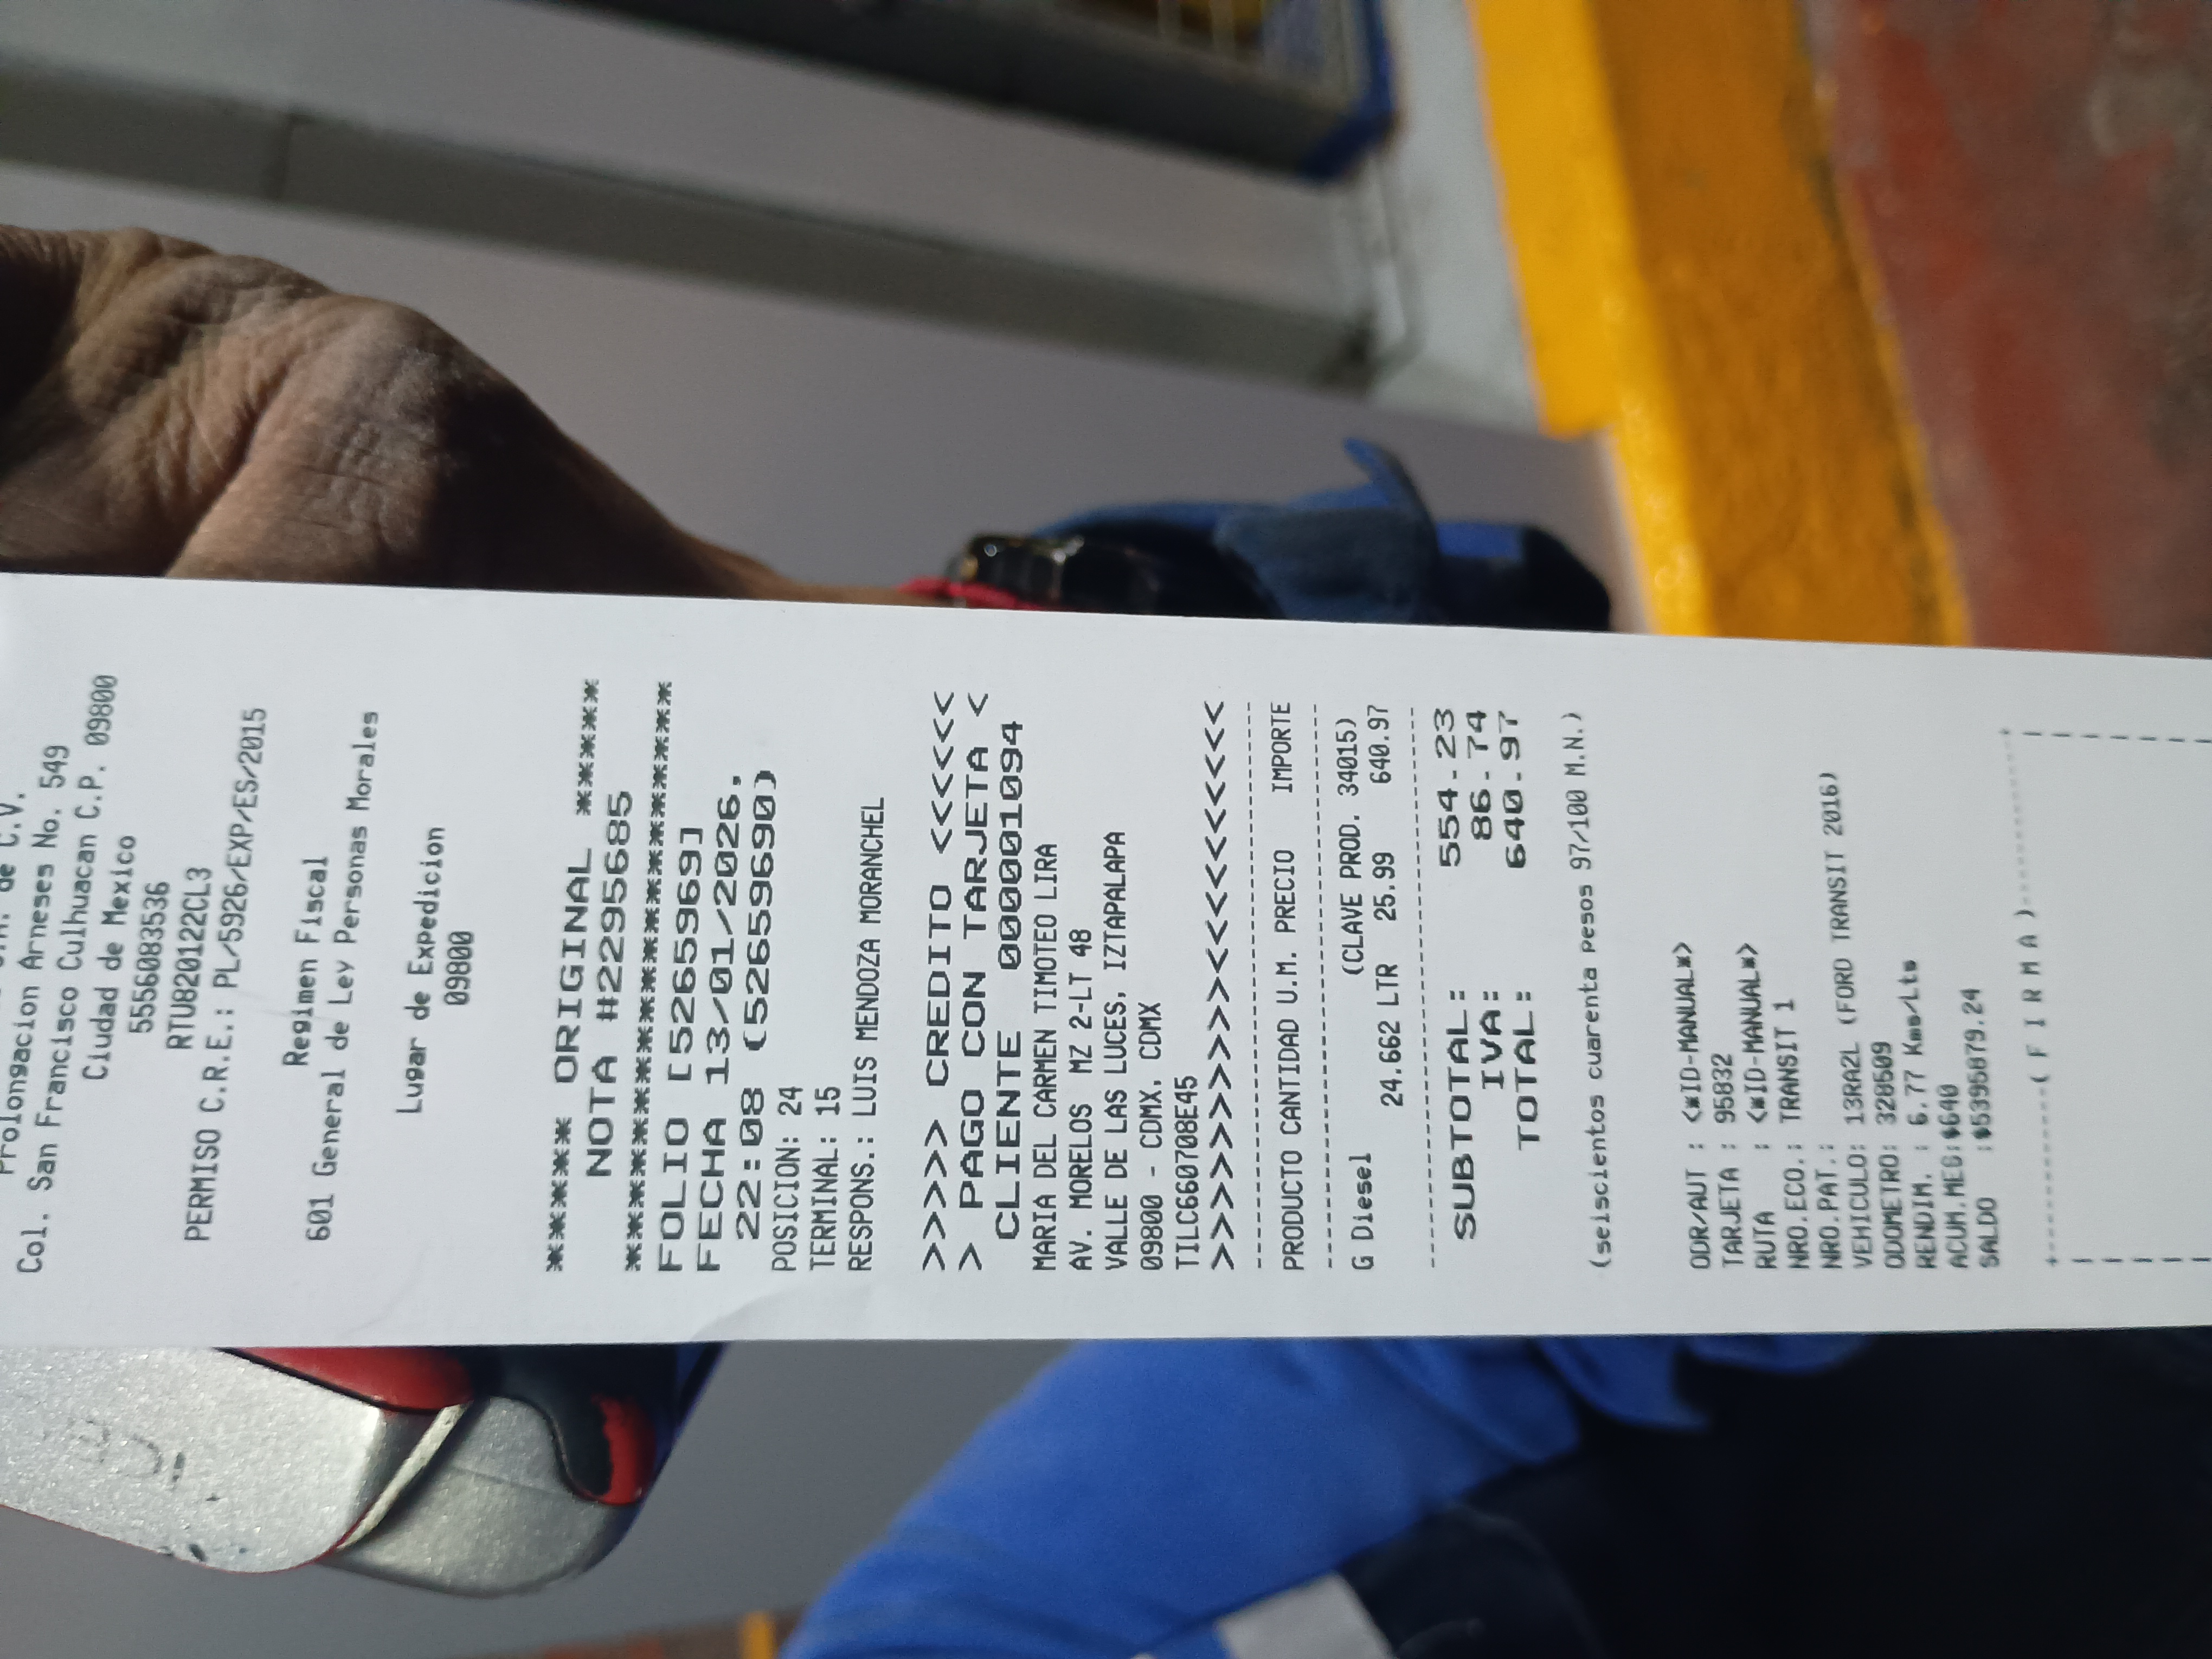 de C.V.
Prolongacion Arneses No. 549
Col. San Francisco Culhuacan C.P. 09800
Ciudad de Mexico
5556083536
RTU820122CL3
PERMISO C.R.E.: PL/5926/EXP/ES/2015
Regimen Fiscal
601 General de Ley Personas Morales
Lugar de Expedicion
09800
***** ORIGINAL *****
NOTA #2295685
**************************
FOLIO [5265969]
FECHA 13/01/2026,
22:08 (52659690)
POSICION: 24
TERMINAL: 15
RESPONS.: LUIS MENDOZA MORANCHEL
>>>>> CREDITO <<<<<
> PAGO CON TARJETA <
CLIENTE 0000001094
MARIA DEL CARMEN TIMOTEO LIRA
AV. MORELOS MZ 2-LT 48
VALLE DE LAS LUCES, IZTAPALAPA
09800 - CDMX, CDMX
TILC660708E45
>>>>>>>>>>><<<<<<<<<<<
PRODUCTO CANTIDAD U.M. PRECIO IMPORTE
G Diesel (CLAVE PROD. 34015)
24.662 LTR 25.99 640.97
SUBTOTAL: 554.23
IVA: 86.74
TOTAL: 640.97
(seiscientos cuarenta pesos 97/100 M.N.)
ODR/AUT : <*ID-MANUAL*>
TARJETA : 95832
RUTA : <*ID-MANUAL*>
NRO.ECO.: TRANSIT 1
NRO.PAT.:
VEHICULO: 13RA2L (FORD TRANSIT 2016)
ODOMETRO: 320509
RENDIM. : 6.77 Kms/Lts
ACUM.MES:$640
SALDO :$5395079.24
+--------( F I R M A )--------+